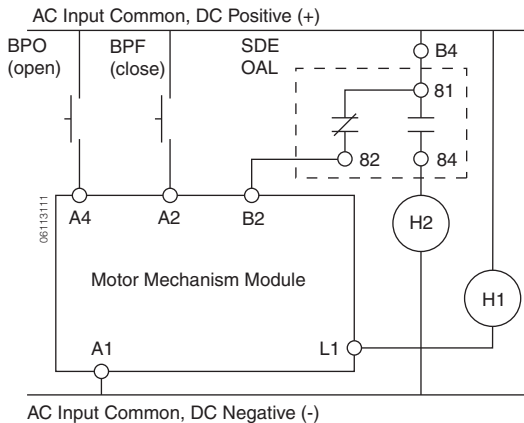 AC Input Common, DC Positive (+)
BPO
(open)
BPF
(close)
SDE
OAL
B4
81
82
84
A4
A2
B2
H2
06113111
Motor Mechanism Module
H1
A1
L1
AC Input Common, DC Negative (-)